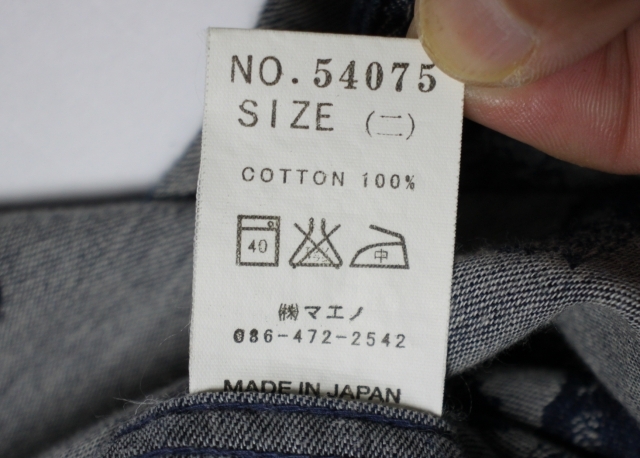 NO.54075
SIZE (二)
COTTON 100%
40 中
㈱マエノ
086-472-2542
MADE IN JAPAN